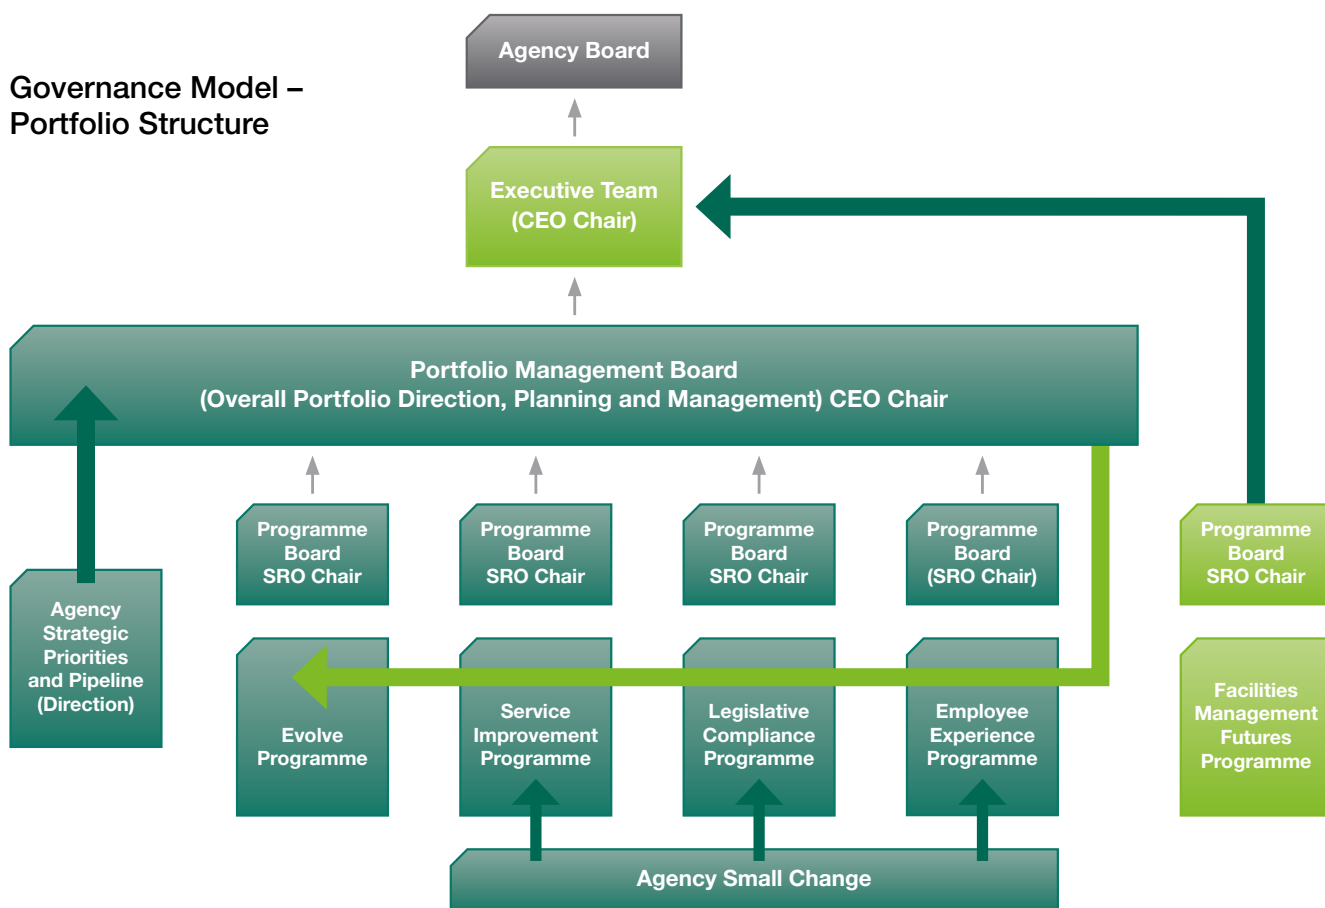 Governance Model –
Portfolio Structure
Agency Board
Executive Team
(CEO Chair)
Portfolio Management Board
(Overall Portfolio Direction, Planning and Management) CEO Chair
Agency
Strategic
Priorities
and Pipeline
(Direction)
Programme
Board
SRO Chair
Programme
Board
SRO Chair
Programme
Board
SRO Chair
Programme
Board
(SRO Chair)
Programme
Board
SRO Chair
Evolve
Programme
Service
Improvement
Programme
Legislative
Compliance
Programme
Employee
Experience
Programme
Facilities
Management
Futures
Programme
Agency Small Change